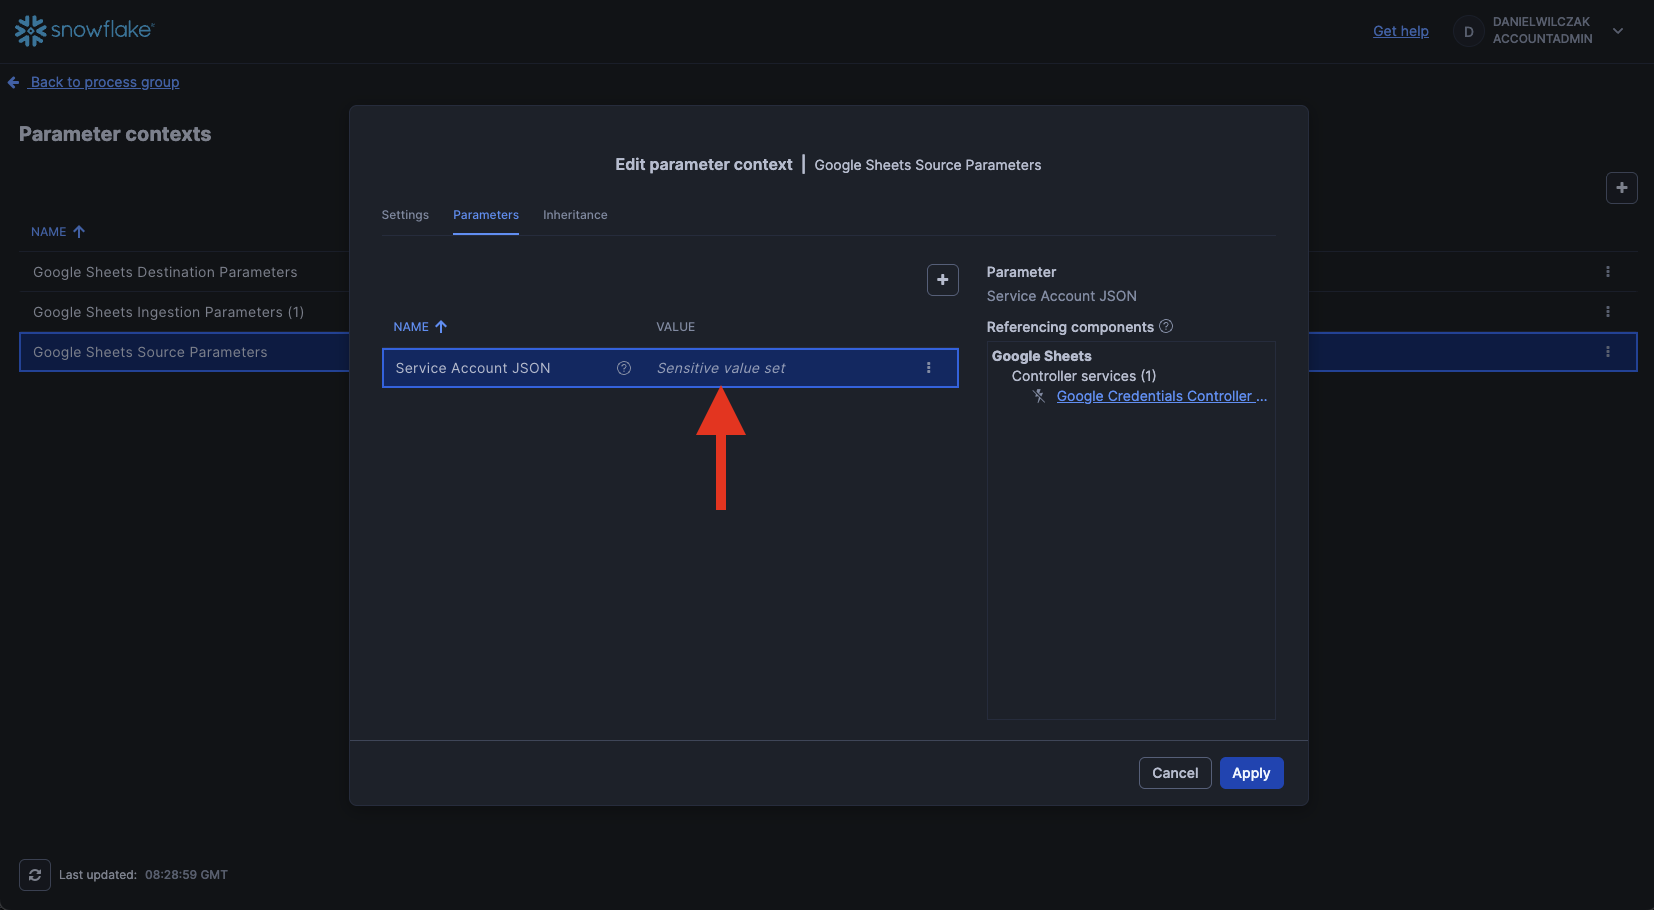 snowflake
Get help
D
DANIELWILCZAK
ACCOUNTADMIN
Back to process group
Parameter contexts
Edit parameter context | Google Sheets Source Parameters
Settings Parameters Inheritance
NAME
Google Sheets Destination Parameters
Google Sheets Ingestion Parameters (1)
Google Sheets Source Parameters
NAME VALUE
Service Account JSON Sensitive value set
Parameter
Service Account JSON
Referencing components
Google Sheets
Controller services (1)
Google Credentials Controller ...
Cancel Apply
Last updated: 08:28:59 GMT